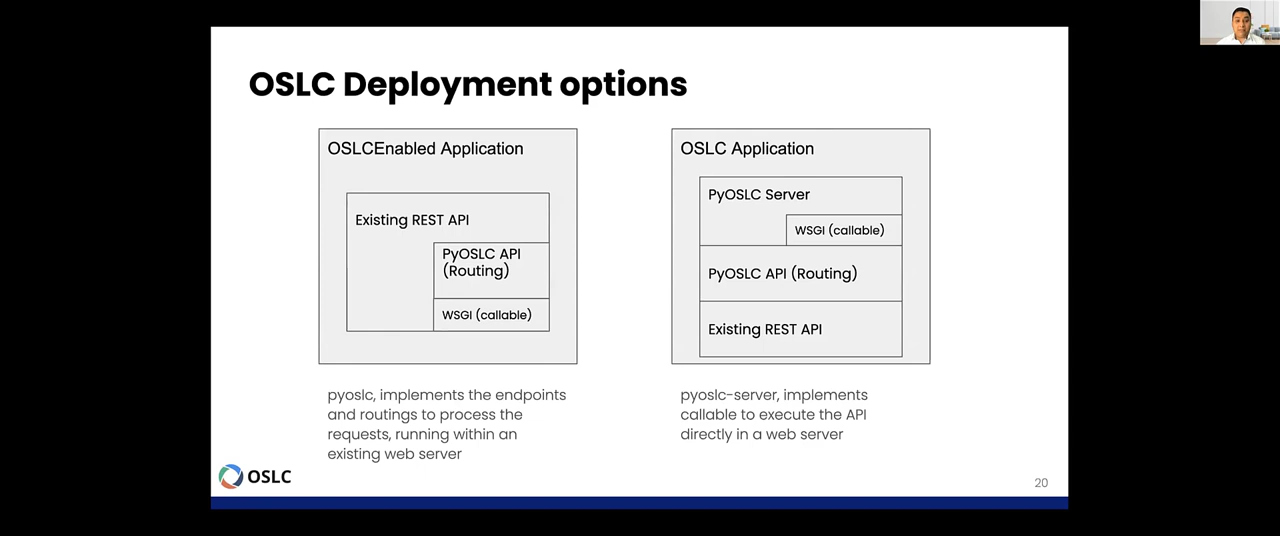 OSLC Deployment options
OSLCEnabled Application
Existing REST API
PyOSLC API
(Routing)
WSGI (callable)
pyoslc, implements the endpoints
and routings to process the
requests, running within an
existing web server
OSLC Application
PyOSLC Server
WSGI (callable)
PyOSLC API (Routing)
Existing REST API
pyoslc-server, implements
callable to execute the API
directly in a web server
OSLC
20